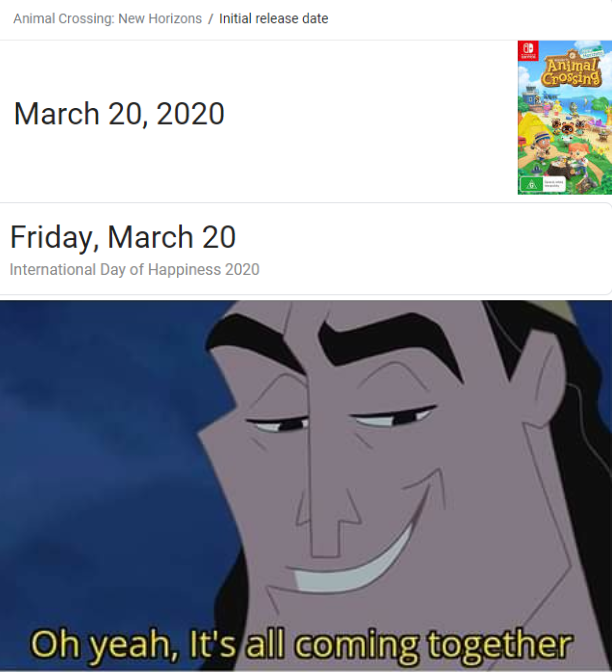 Animal Crossing: New Horizons / Initial release date
March 20, 2020
Animal
Crossing
Friday, March 20
International Day of Happiness 2020
Oh yeah, It's all coming together